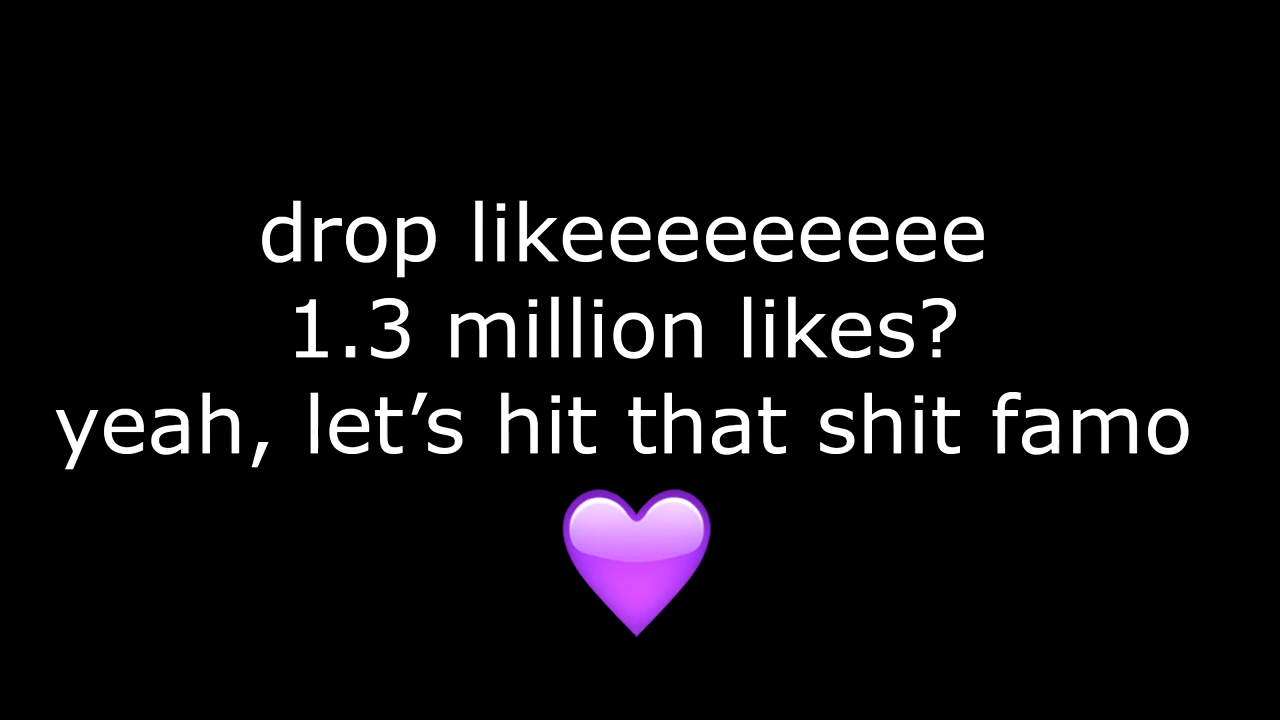 drop likeeeeeeeee
1.3 million likes?
yeah, let’s hit that shit famo